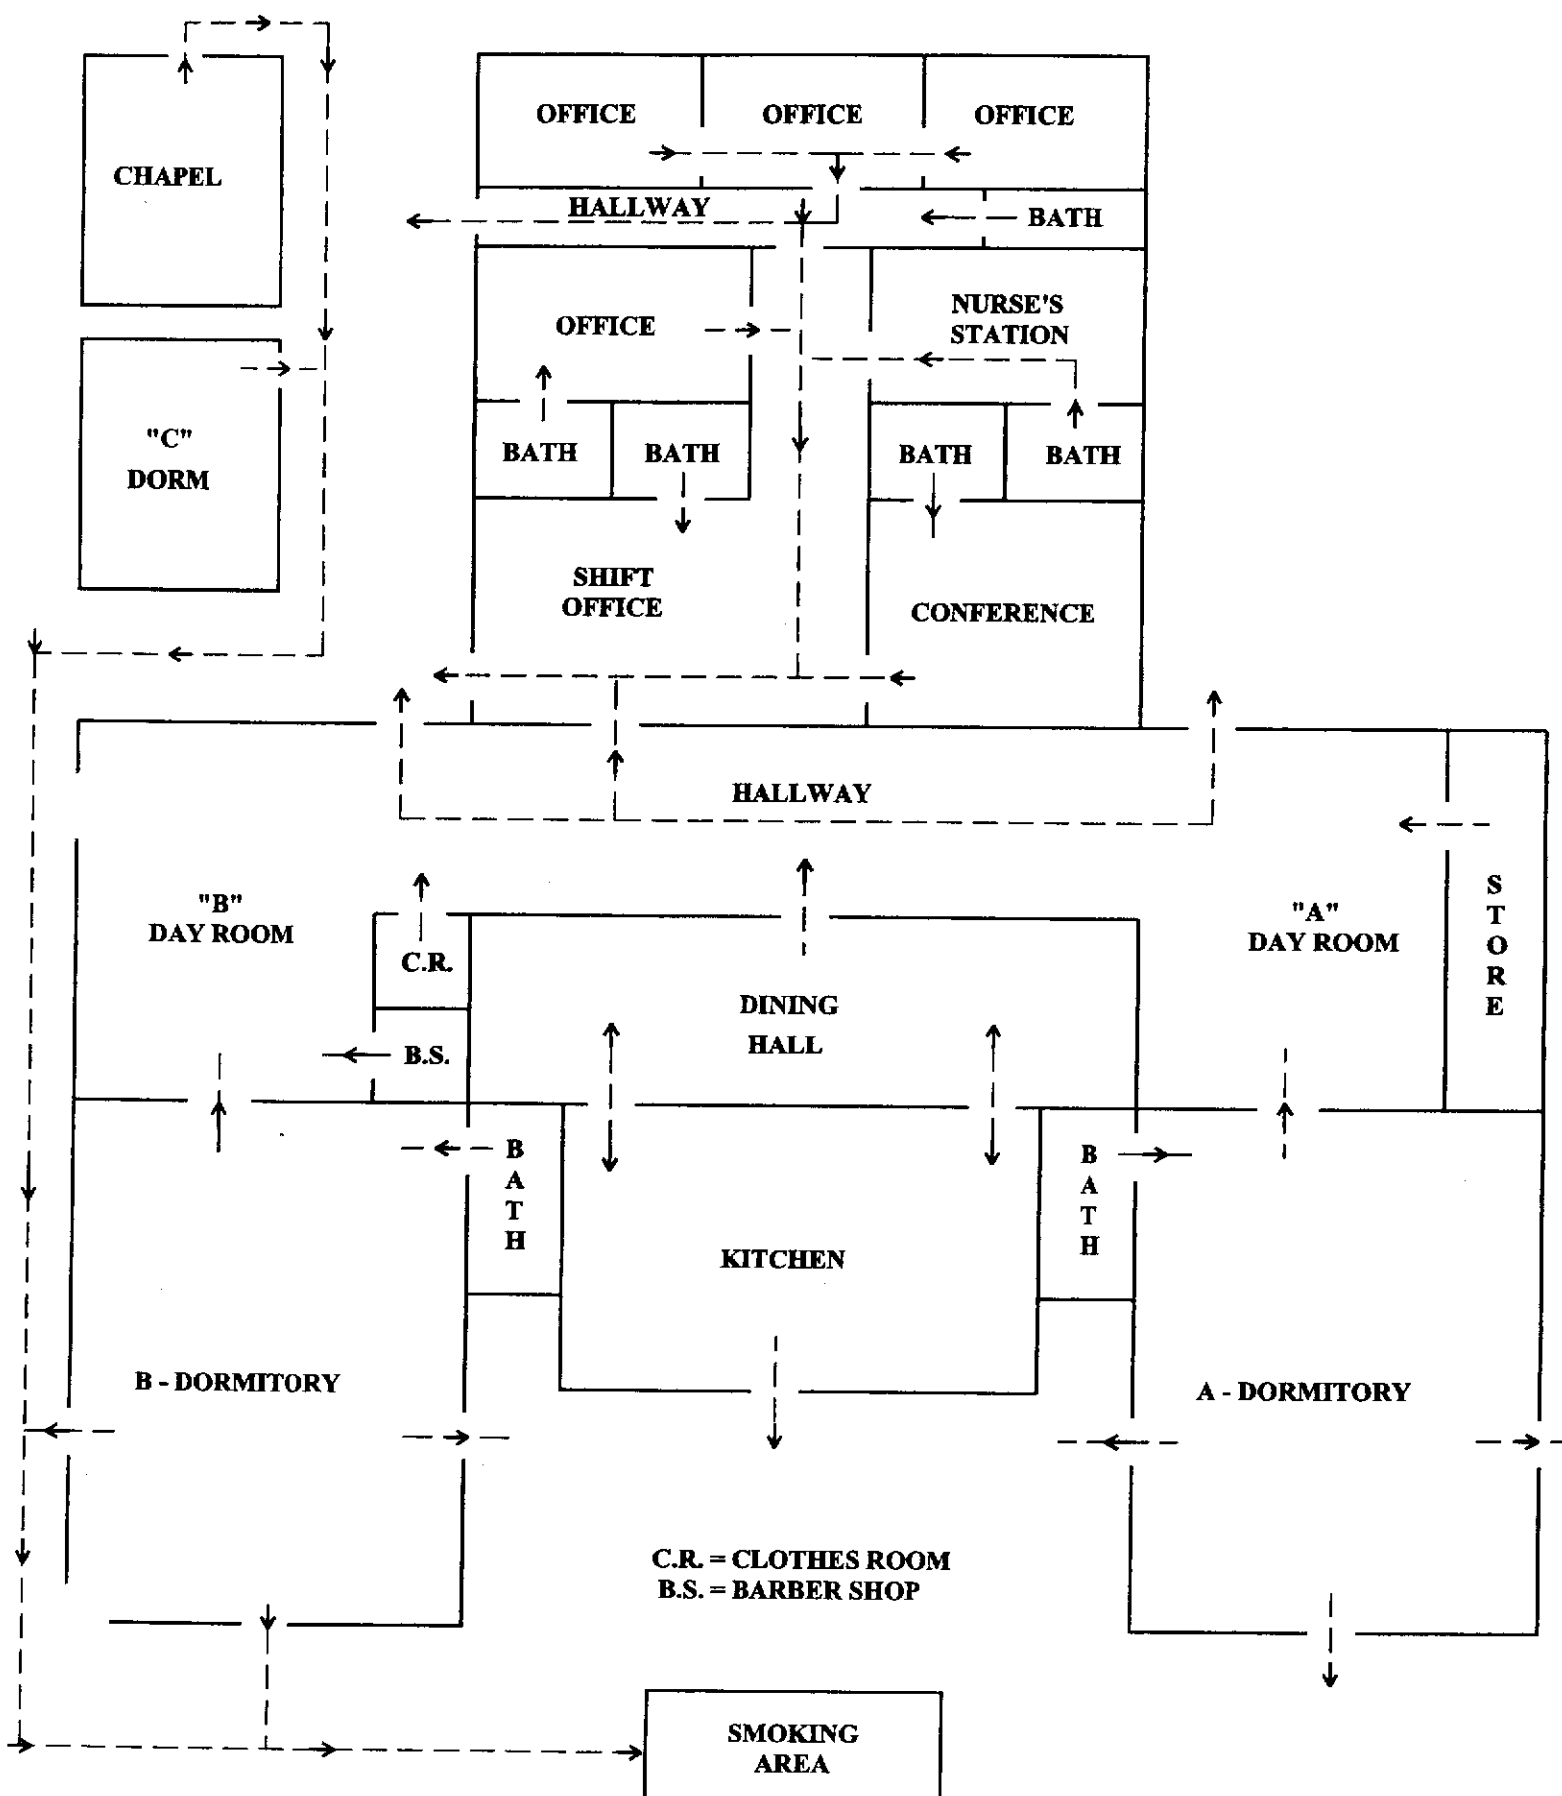 OFFICE
OFFICE
OFFICE
CHAPEL
HALLWAY
BATH
OFFICE
NURSE'S
STATION
"C"
DORM
BATH
BATH
BATH
BATH
SHIFT
OFFICE
CONFERENCE
HALLWAY
"B"
DAY ROOM
"A"
DAY ROOM
S
T
O
R
E
C.R.
DINING
HALL
B.S.
B
A
T
H
B
A
T
H
KITCHEN
B - DORMITORY
A - DORMITORY
C.R. = CLOTHES ROOM
B.S. = BARBER SHOP
SMOKING
AREA